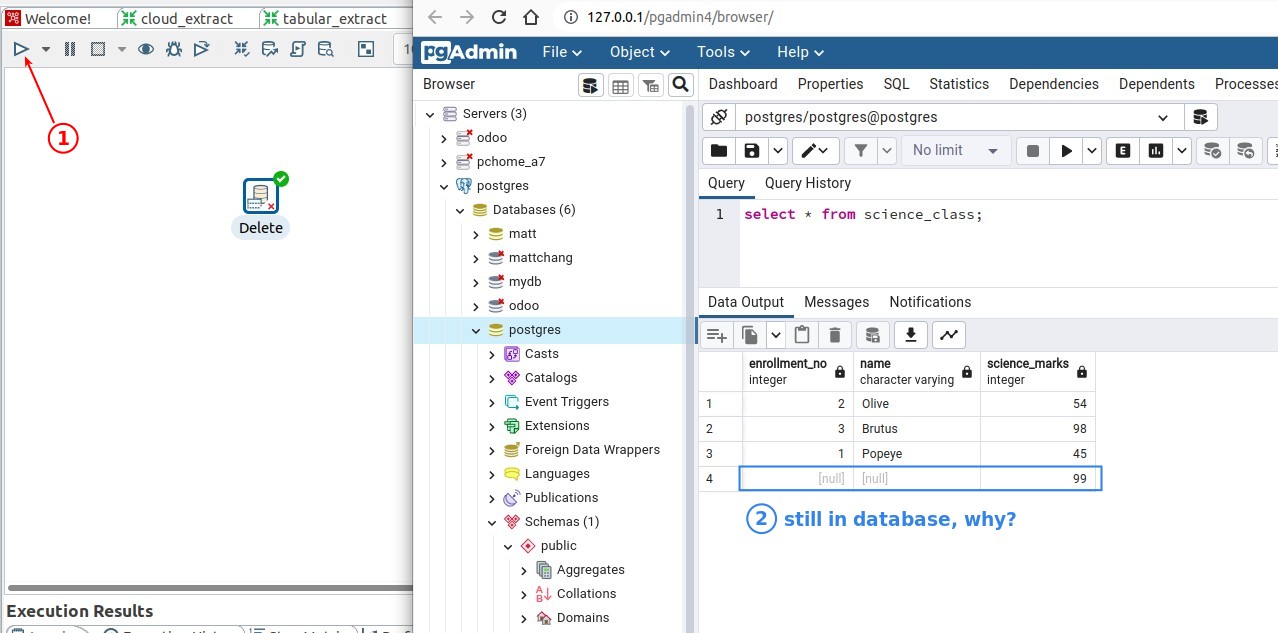 Welcome!
cloud_extract
tabular_extract
127.0.0.1/pgadmin4/browser/
1
Delete
Execution Results
pgAdmin
File
Object
Tools
Help
Browser
Dashboard
Properties
SQL
Statistics
Dependencies
Dependents
Processes
Servers (3)
odoo
pchome_a7
postgres
Databases (6)
matt
mattchang
mydb
odoo
postgres
Casts
Catalogs
Event Triggers
Extensions
Foreign Data Wrappers
Languages
Publications
Schemas (1)
public
Aggregates
Collations
Domains
postgres/postgres@postgres
No limit
E
Query
Query History
1 select * from science_class;
Data Output
Messages
Notifications
enrollment_no name science_marks
integer character varying integer
1 2 Olive 54
2 3 Brutus 98
3 1 Popeye 45
4 [null] [null] 99
2 still in database, why?